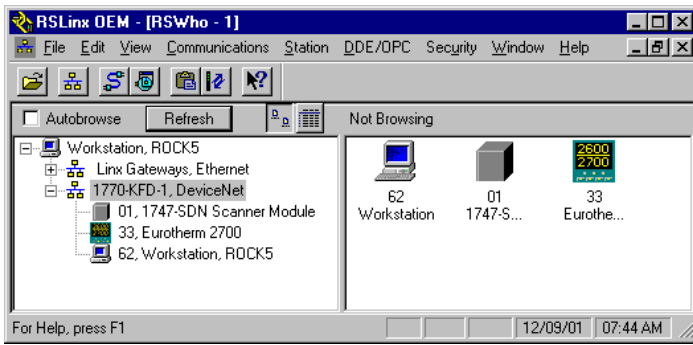 RSLinx OEM - [RSWho - 1]
File Edit View Communications Station DDE/OPC Security Window Help
Autobrowse Refresh Not Browsing
Workstation, ROCK5
Linx Gateways, Ethernet
1770-KFD-1, DeviceNet
01, 1747-SDN Scanner Module
33, Eurotherm 2700
62, Workstation, ROCK5
2600
2700
62 01 33
Workstation 1747-S... Eurothe...
For Help, press F1 12/09/01 07:44 AM